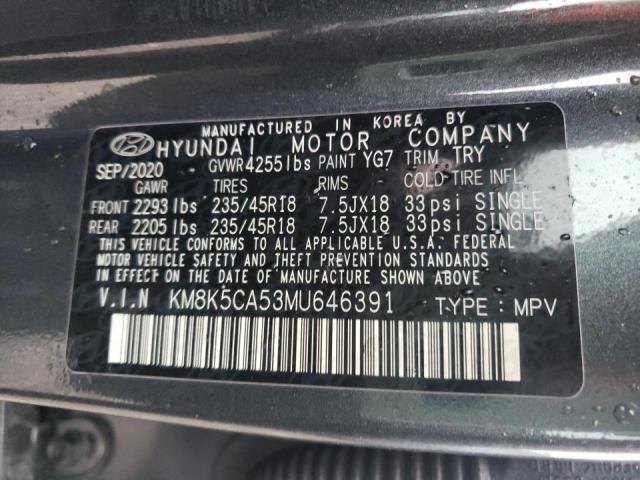 MANUFACTURED IN KOREA BY
HYUNDAI MOTOR COMPANY
SEP/2020 GVWR 4255lbs PAINT YG7 TRIM TRY
GAWR TIRES RIMS COLD TIRE INFL.
FRONT 2293lbs 235/45R18 7.5JX18 33psi SINGLE
REAR 2205lbs 235/45R18 7.5JX18 33psi SINGLE
THIS VEHICLE CONFORMS TO ALL APPLICABLE U.S.A. FEDERAL
MOTOR VEHICLE SAFETY AND THEFT PREVENTION STANDARDS
IN EFFECT ON THE DATE OF MANUFACTURE SHOWN ABOVE.
V.I.N KM8K5CA53MU646391 TYPE: MPV